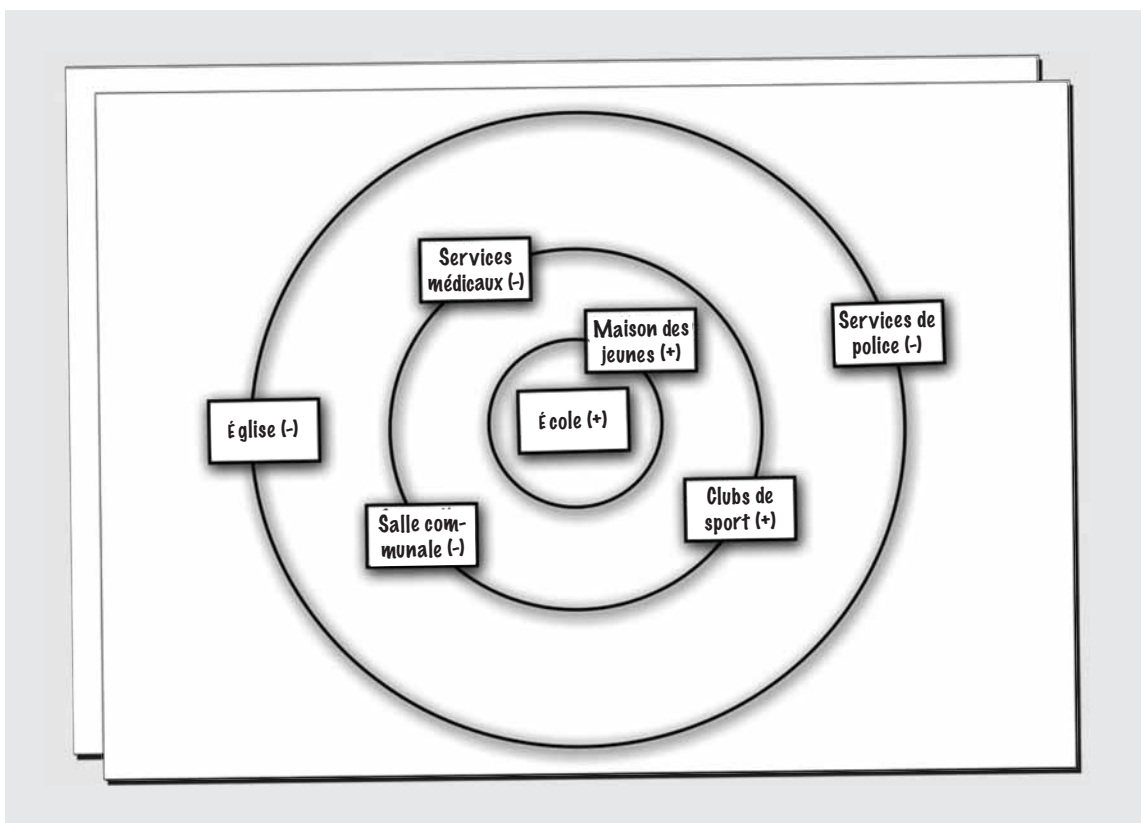 Services
médicaux (-)
Maison des
jeunes (+)
Services de
police (-)
École (+)
Église (-)
Clubs de
sport (+)
Salle com-
munale (-)